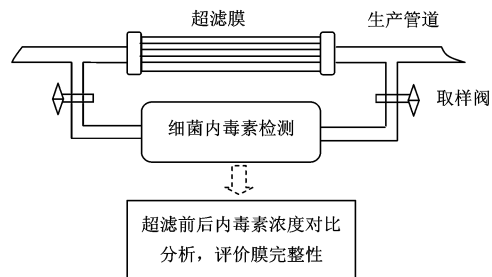 超滤膜
生产管道
取样阀
细菌内毒素检测
超滤前后内毒素浓度对比
分析，评价膜完整性